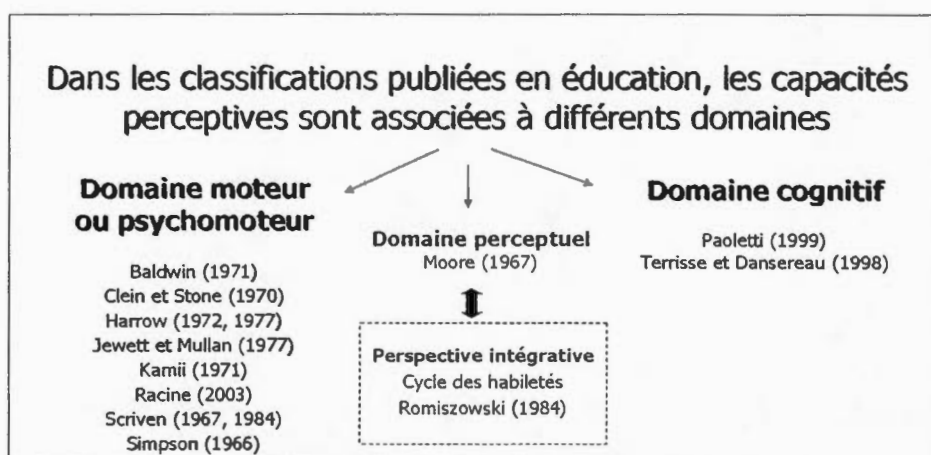 Dans les classifications publiées en éducation, les capacités
perceptives sont associées à différents domaines
Domaine moteur
ou psychomoteur
Baldwin (1971)
Clein et Stone (1970)
Harrow (1972, 1977)
Jewett et Mullan (1977)
Kamii (1971)
Racine (2003)
Scriven (1967, 1984)
Simpson (1966)
Domaine perceptuel
Moore (1967)
Perspective intégrative
Cycle des habiletés
Romiszowski (1984)
Domaine cognitif
Paoletti (1999)
Terrisse et Dansereau (1998)